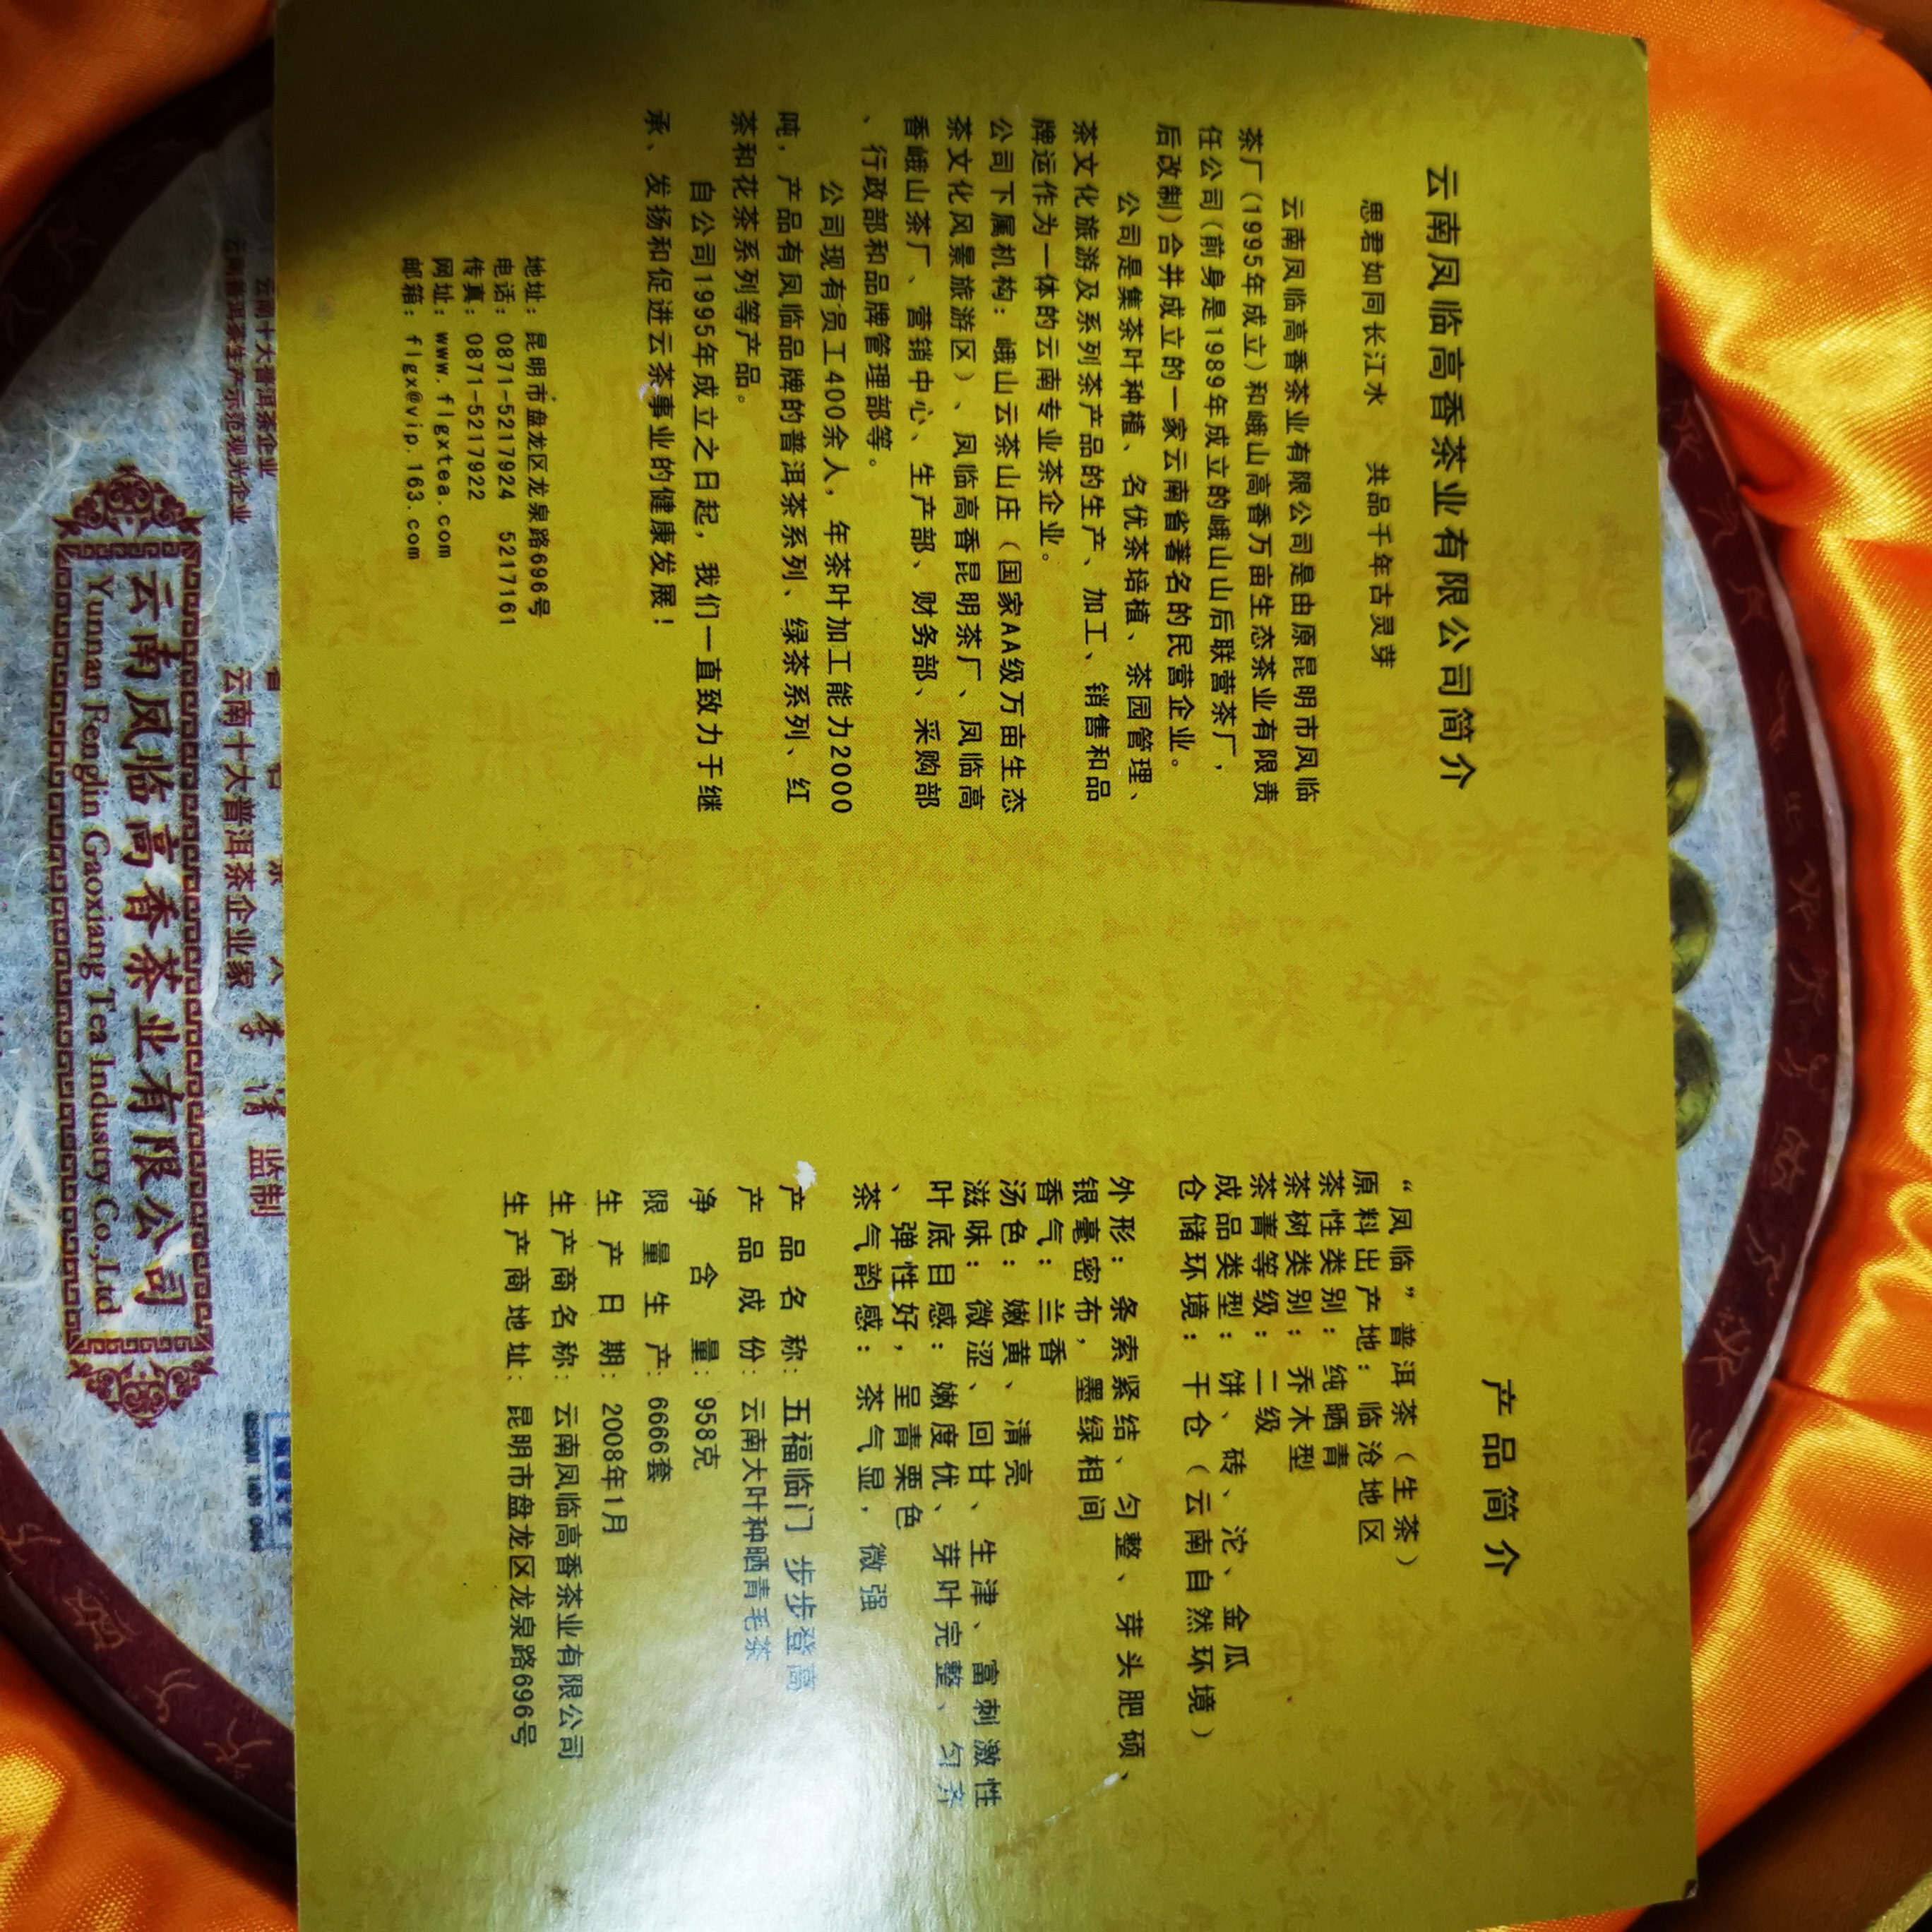 云南凤临高香茶业有限公司简介
思君如同长江水 共品千年古灵芽
云南凤临高香茶业有限公司是由原昆明市凤临
茶厂(1995年成立)和峨山高香万亩生态茶业有限责
任公司(前身是1989年成立的峨山山后联营茶厂,
后改制)合并成立的一家云南省著名的民营企业。
公司是集茶叶种植、名优茶培植、茶园管理、
茶文化旅游及系列茶产品的生产、加工、销售和品
牌运作为一体的云南专业茶企业。
公司下属机构:峨山云茶山庄(国家AA级万亩生态
茶文化风景旅游区)、凤临高香昆明茶厂、凤临高
香峨山茶厂、营销中心、生产部、财务部、采购部
、行政部和品牌管理部等。
公司现有员工400余人,年茶叶加工能力2000
吨,产品有凤临品牌的普洱茶系列、绿茶系列、红
茶和花茶系列等产品。
自公司1995年成立之日起,我们一直致力于继
承、发扬和促进云茶事业的健康发展!
地址:昆明市盘龙区龙泉路696号
电话:0871-5217924 5217161
传真:0871-5217922
网址:www.flgxtea.com
邮箱:flgx@vip.163.com
产品简介
“凤临”普洱茶(生茶)
原料出产地:临沧地区
茶性类别:纯晒青
茶树类别:乔木型
茶菁等级:二级
成品类型:饼、砖、沱、金瓜
仓储环境:干仓(云南自然环境)
外形:条索紧结、匀整、芽头肥硕、
银毫密布,墨绿相间
香气:兰香
汤色:嫩黄、清亮
滋味:微涩、回甘、生津、富刺激性
叶底目感:嫩度优、芽叶完整、匀齐
、弹性好,呈青栗色
茶气韵感:茶气显,微强
产品名称:五福临门 步步登高
产品成份:云南大叶种晒青毛茶
净含量:958克
限量生产:6666套
生产日期:2008年1月
生产商名称:云南凤临高香茶业有限公司
生产商地址:昆明市盘龙区龙泉路696号
云南十大普洱茶企业
云南普洱茶生产示范观光企业
李清 监制
云南十大普洱茶企业家
云南凤临高香茶业有限公司
Yunnan Fenglin Gaoxiang Tea Industry Co.,Ltd